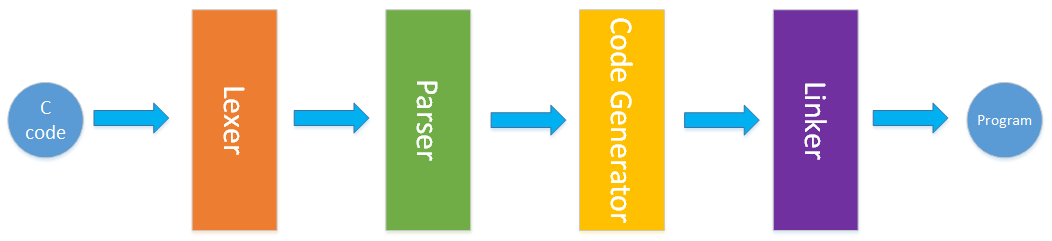 C
code
Lexer
Parser
Code Generator
Linker
Program